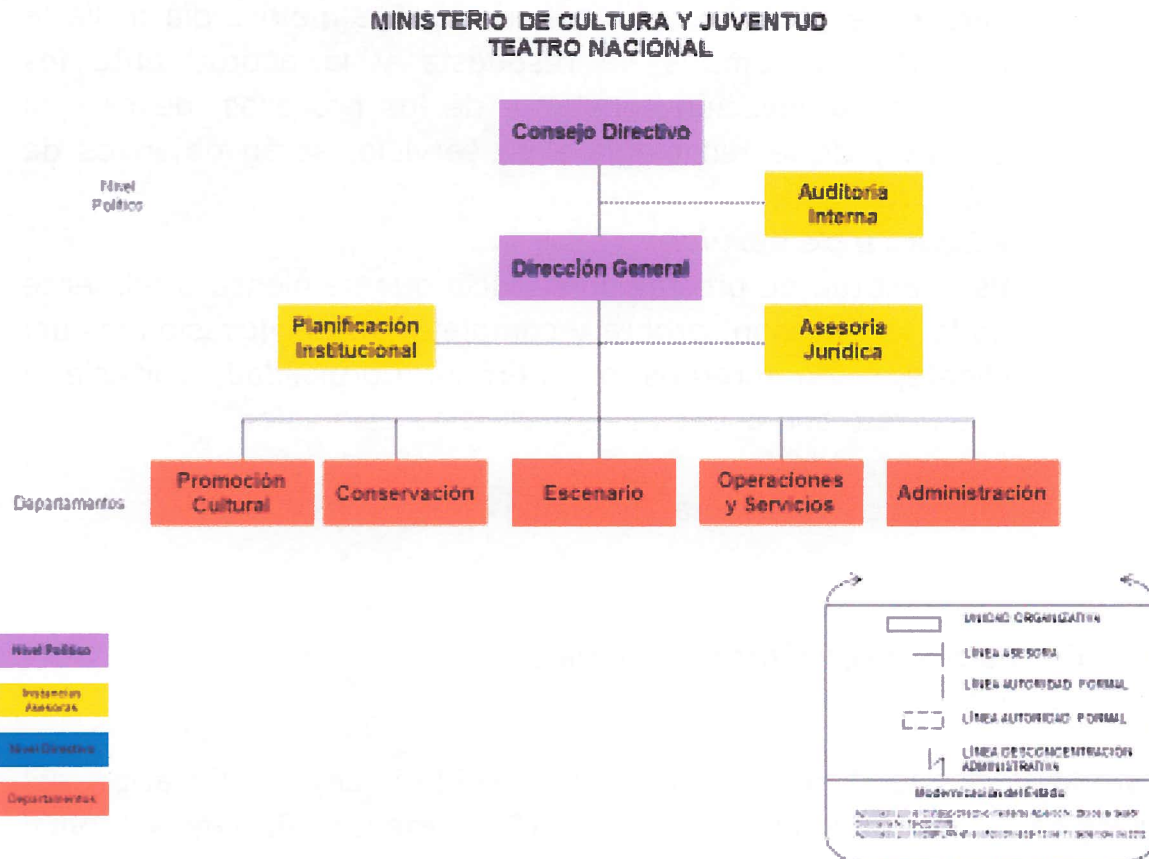 MINISTERIO DE CULTURA Y JUVENTUD
TEATRO NACIONAL
Consejo Directivo
Nivel
Político
Auditoría
Interna
Dirección General
Planificación
Institucional
Asesoría
Jurídica
Departamentos
Promoción
Cultural
Conservación
Escenario
Operaciones
y Servicios
Administración
Nivel Político
Instancias
Asesoras
Nivel Directivo
Departamentos
UNIDAD ORGANIZATIVA
LÍNEA ASESORA
LÍNEA AUTORIDAD FORMAL
LÍNEA AUTORIDAD FORMAL
LÍNEA DESCONCENTRACIÓN
ADMINISTRATIVA
Modernización del Estado